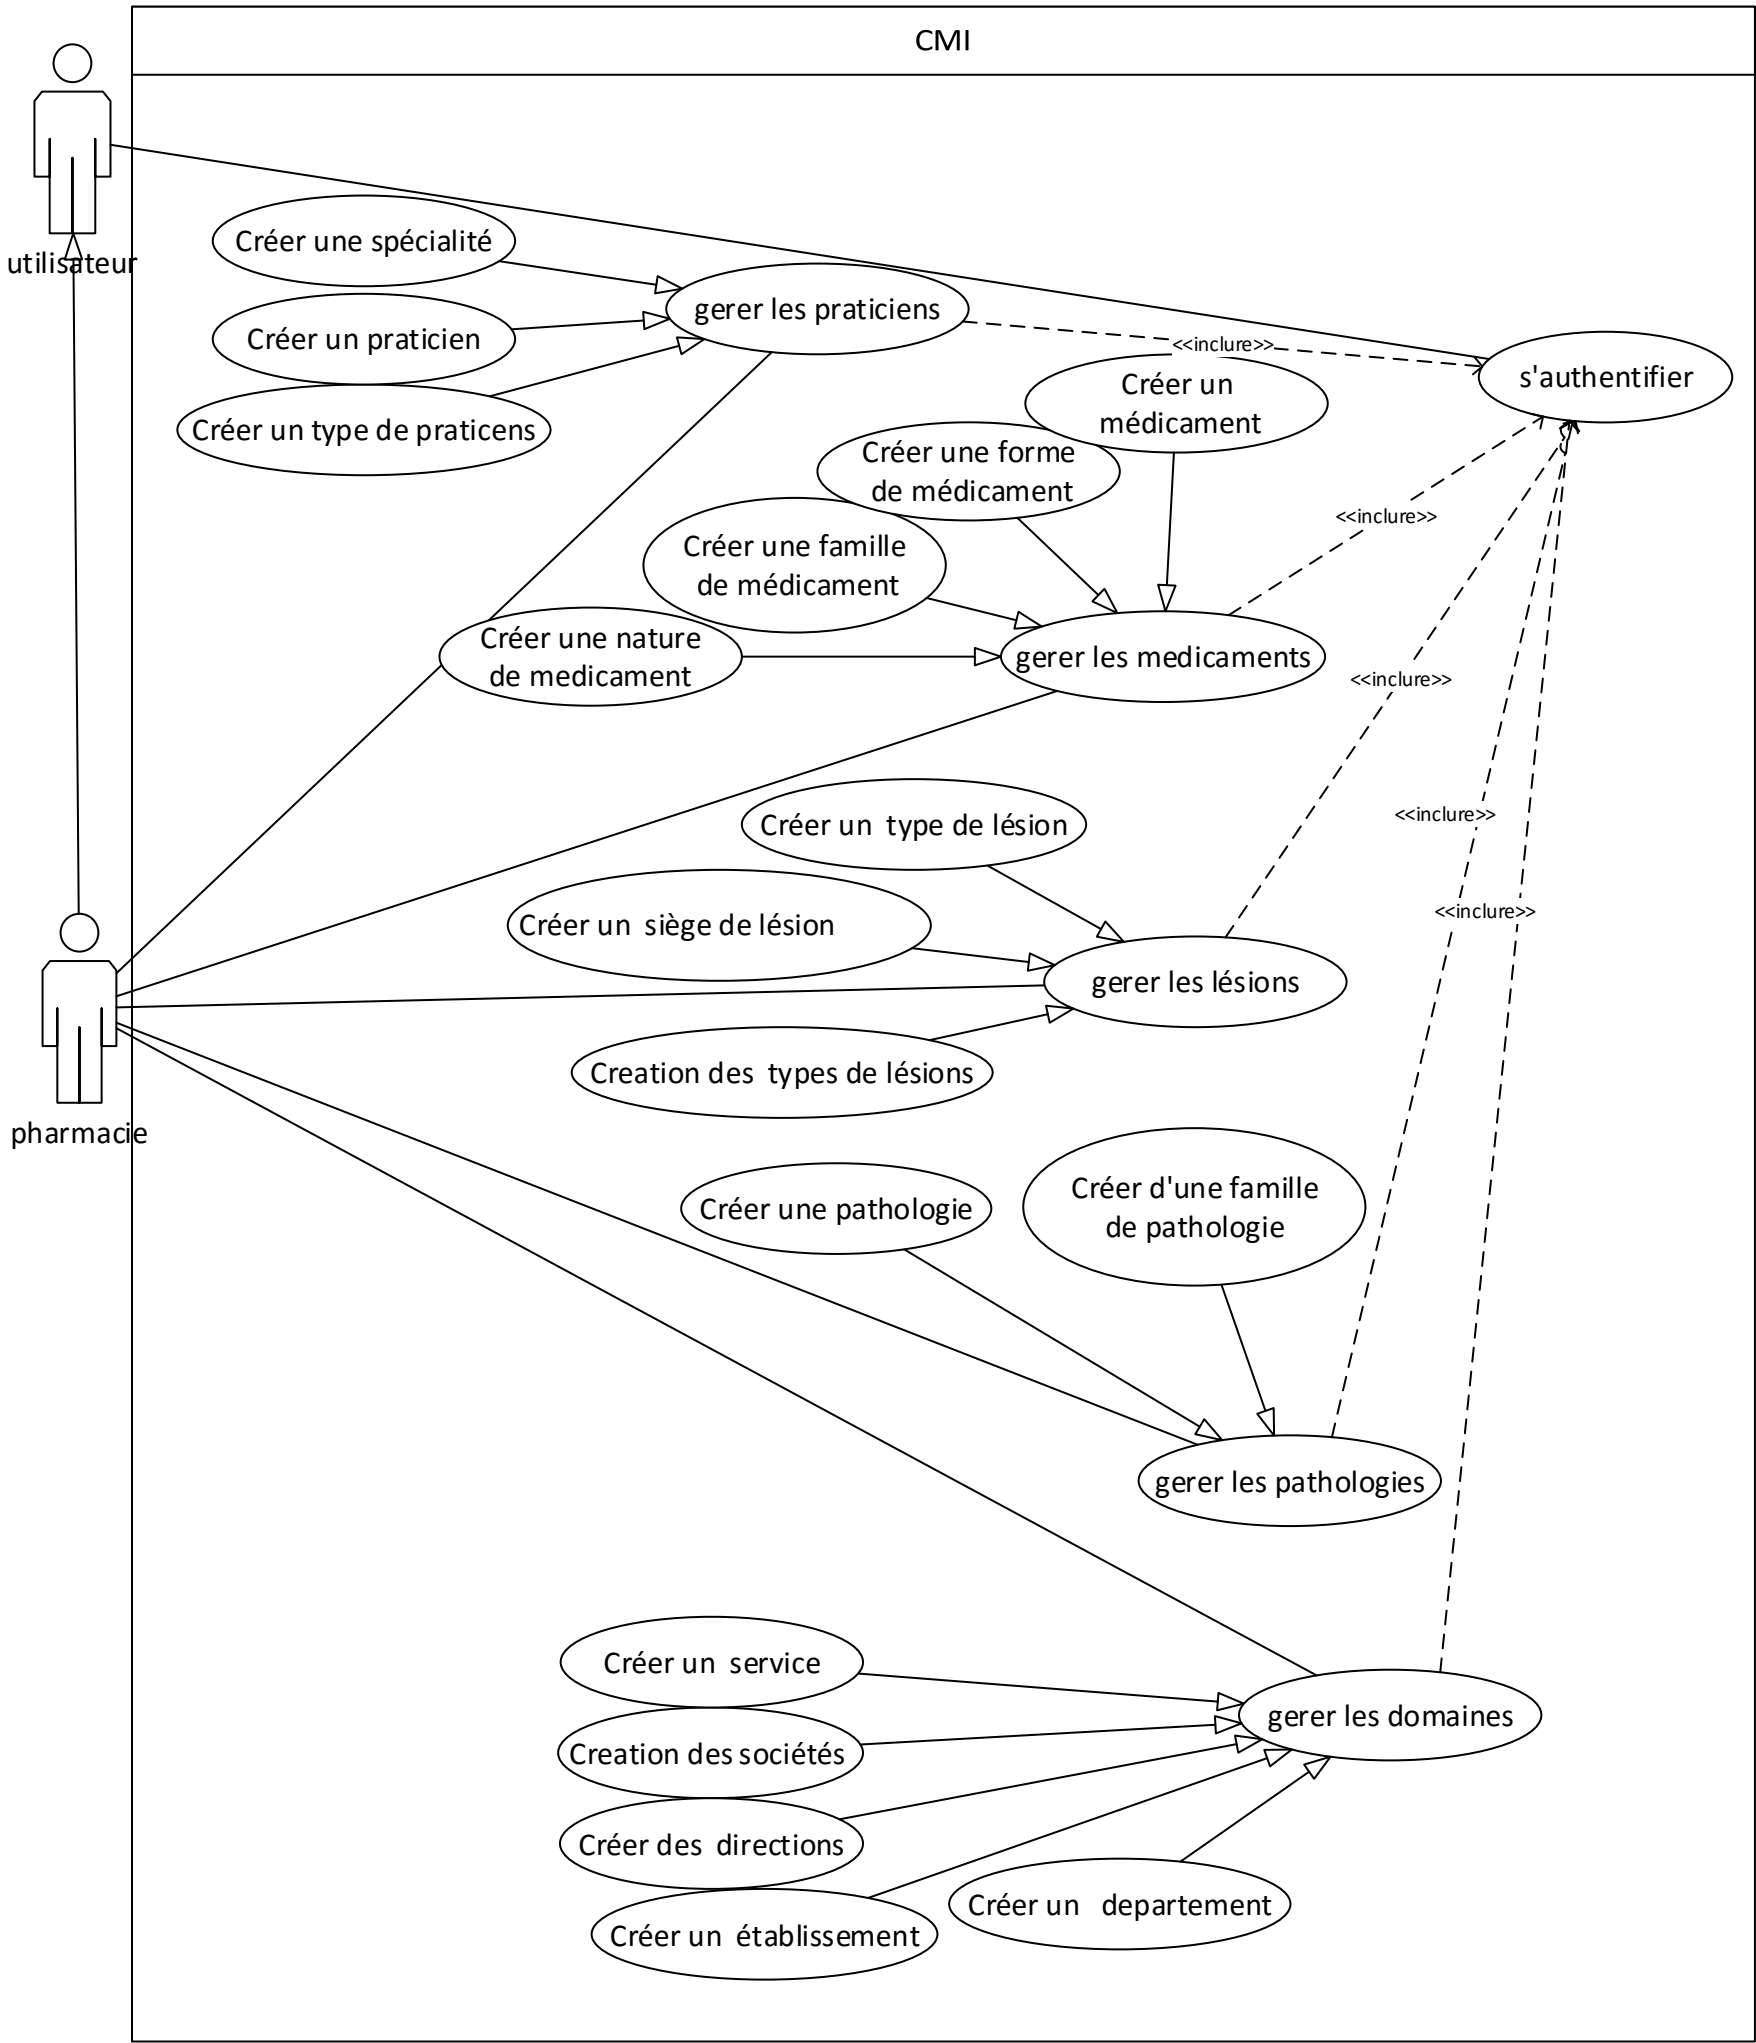 CMI
utilisateur
Créer une spécialité
gerer les praticiens
Créer un praticien
<<inclure>>
s'authentifier
Créer un
médicament
Créer un type de praticens
Créer une forme
de médicament
<<inclure>>
Créer une famille
de médicament
Créer une nature
de medicament
gerer les medicaments
<<inclure>>
<<inclure>>
Créer un type de lésion
<<inclure>>
Créer un siège de lésion
gerer les lésions
Creation des types de lésions
pharmacie
Créer une pathologie
Créer d'une famille
de pathologie
gerer les pathologies
Créer un service
gerer les domaines
Creation des sociétés
Créer des directions
Créer un departement
Créer un établissement